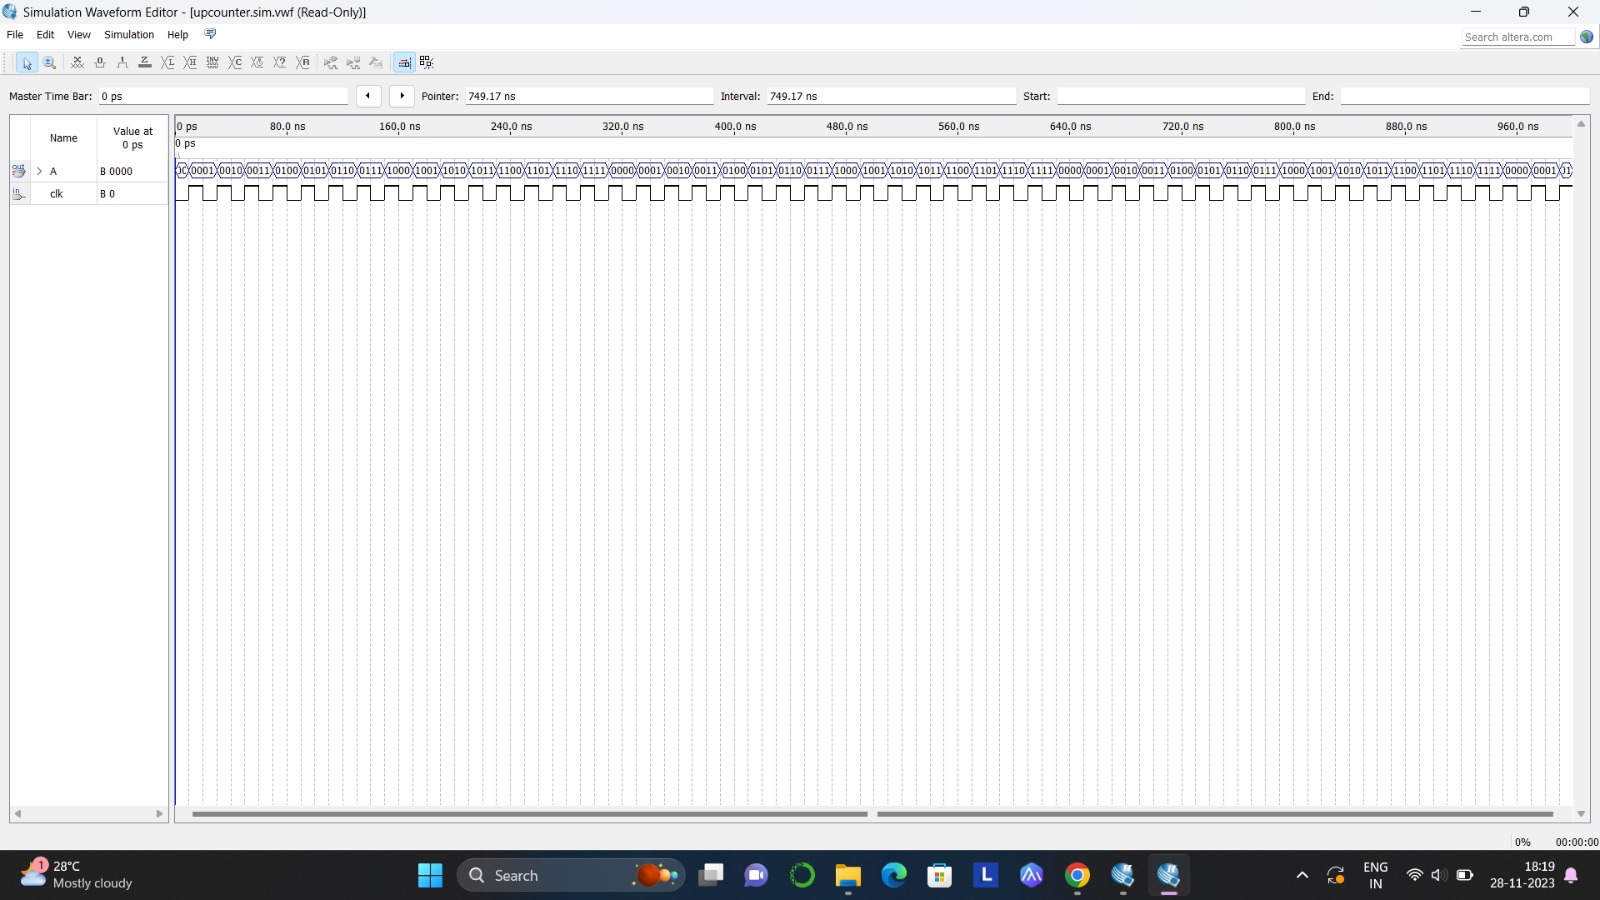 Simulation Waveform Editor - [upcounter.sim.vwf (Read-Only)]
File Edit View Simulation Help
Search altera.com
Master Time Bar: 0 ps Pointer: 749.17 ns Interval: 749.17 ns Start: End:
Name Value at 0 ps
0 ps 80.0 ns 160.0 ns 240.0 ns 320.0 ns 400.0 ns 480.0 ns 560.0 ns 640.0 ns 720.0 ns 800.0 ns 880.0 ns 960.0 ns
0 ps
out A B 0000 0001 0010 0011 0100 0101 0110 0111 1000 1001 1010 1011 1100 1101 1110 1111 0000 0001 0010 0011 0100 0101 0110 0111 1000 1001 1010 1011 1100 1101 1110 1111 0000 0001 0010 0011 0100 0101 0110 0111 1000 1001 1010 1011 1100 1101 1110 1111 0000 0001
in clk B 0
0% 00:00:00
1 28°C
Mostly cloudy
Search
L
ENG
IN
18:19
28-11-2023